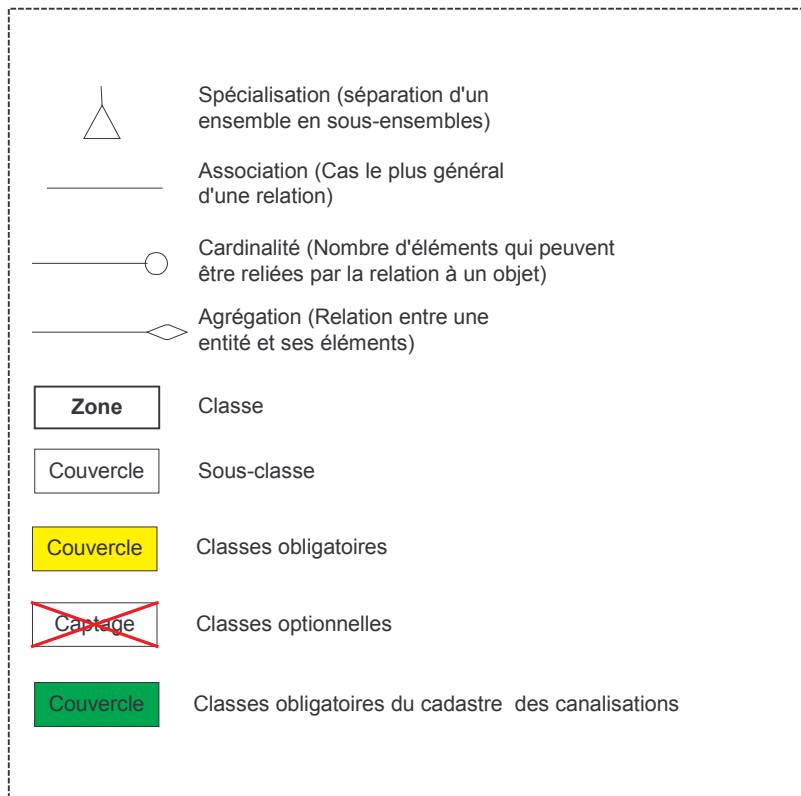 Spécialisation (séparation d'un
ensemble en sous-ensembles)
Association (Cas le plus général
d'une relation)
Cardinalité (Nombre d'éléments qui peuvent
être reliées par la relation à un objet)
Agrégation (Relation entre une
entité et ses éléments)
Zone Classe
Couvercle Sous-classe
Couvercle Classes obligatoires
Captage Classes optionnelles
Couvercle Classes obligatoires du cadastre des canalisations